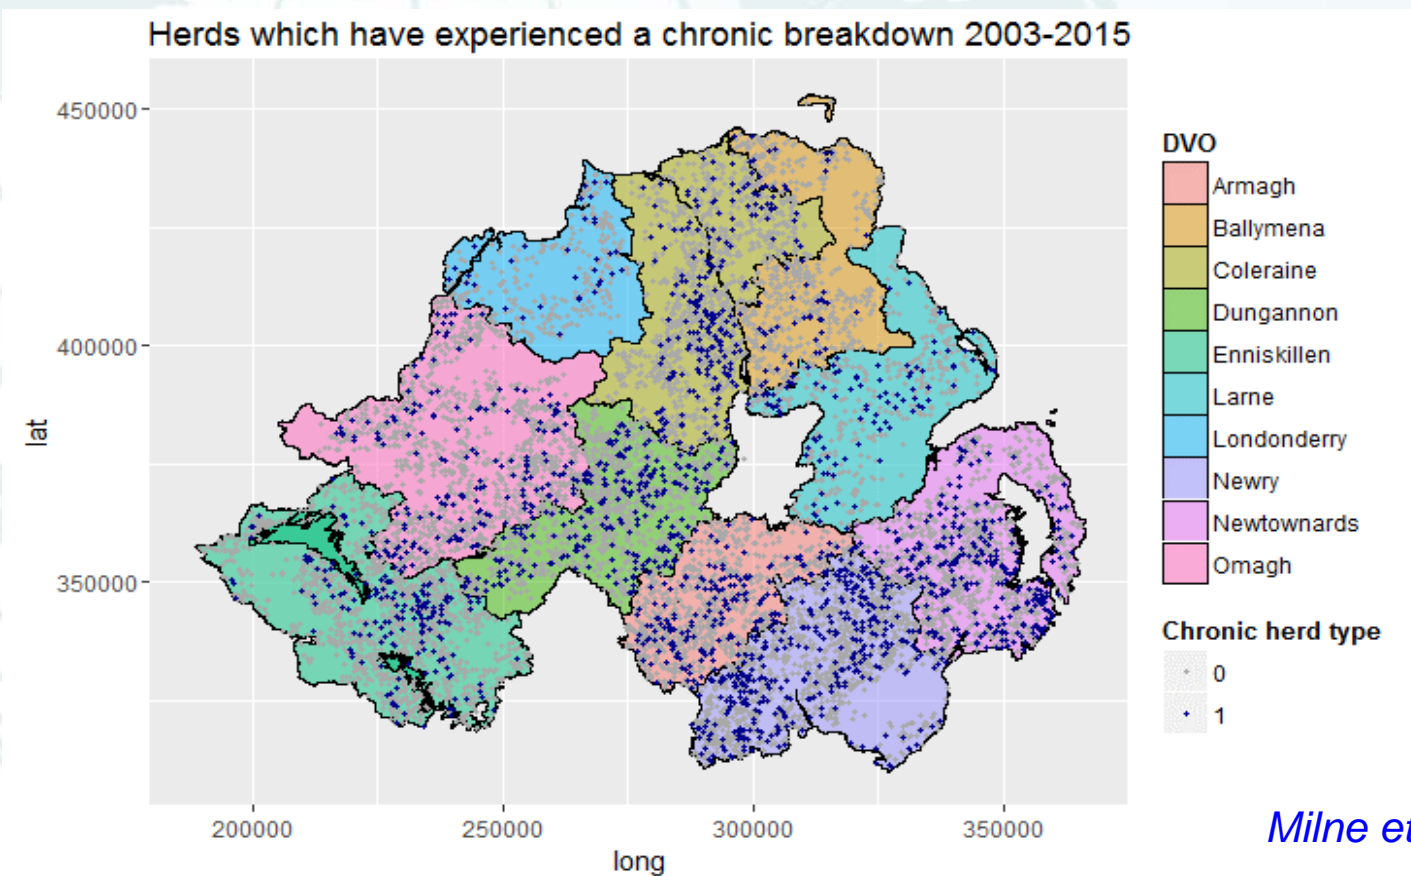 Herds which have experienced a chronic breakdown 2003-2015
450000
400000
350000
lat
200000 250000 300000 350000
long
DVO
Armagh
Ballymena
Coleraine
Dungannon
Enniskillen
Larne
Londonderry
Newry
Newtownards
Omagh
Chronic herd type
0
1
Milne et